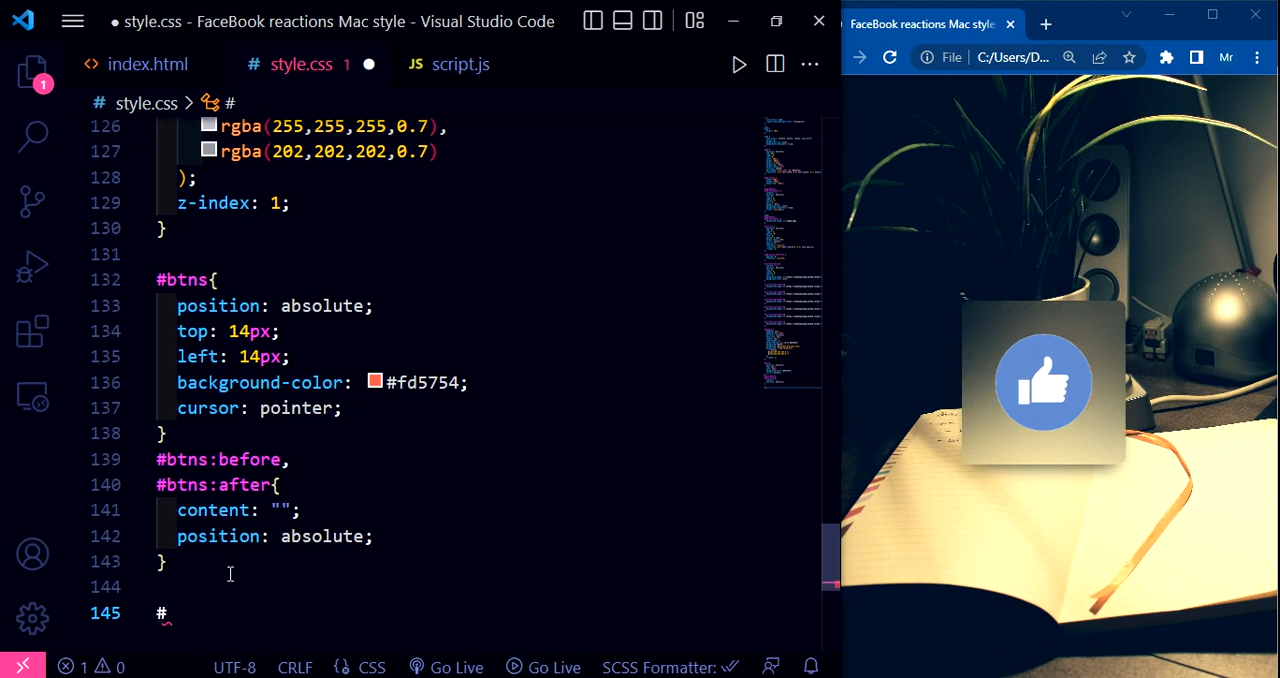 ● style.css - FaceBook reactions Mac style - Visual Studio Code
<> index.html # style.css 1 ● JS script.js
# style.css > #
126 rgba(255,255,255,0.7),
127 rgba(202,202,202,0.7)
128 );
129 z-index: 1;
130 }
131
132 #btns{
133 position: absolute;
134 top: 14px;
135 left: 14px;
136 background-color: #fd5754;
137 cursor: pointer;
138 }
139 #btns:before,
140 #btns:after{
141 content: "";
142 position: absolute;
143 }
144
145 #
1
UTF-8 CRLF {} CSS Go Live Go Live SCSS Formatter:
1 0
FaceBook reactions Mac style
File C:/Users/D... Mr